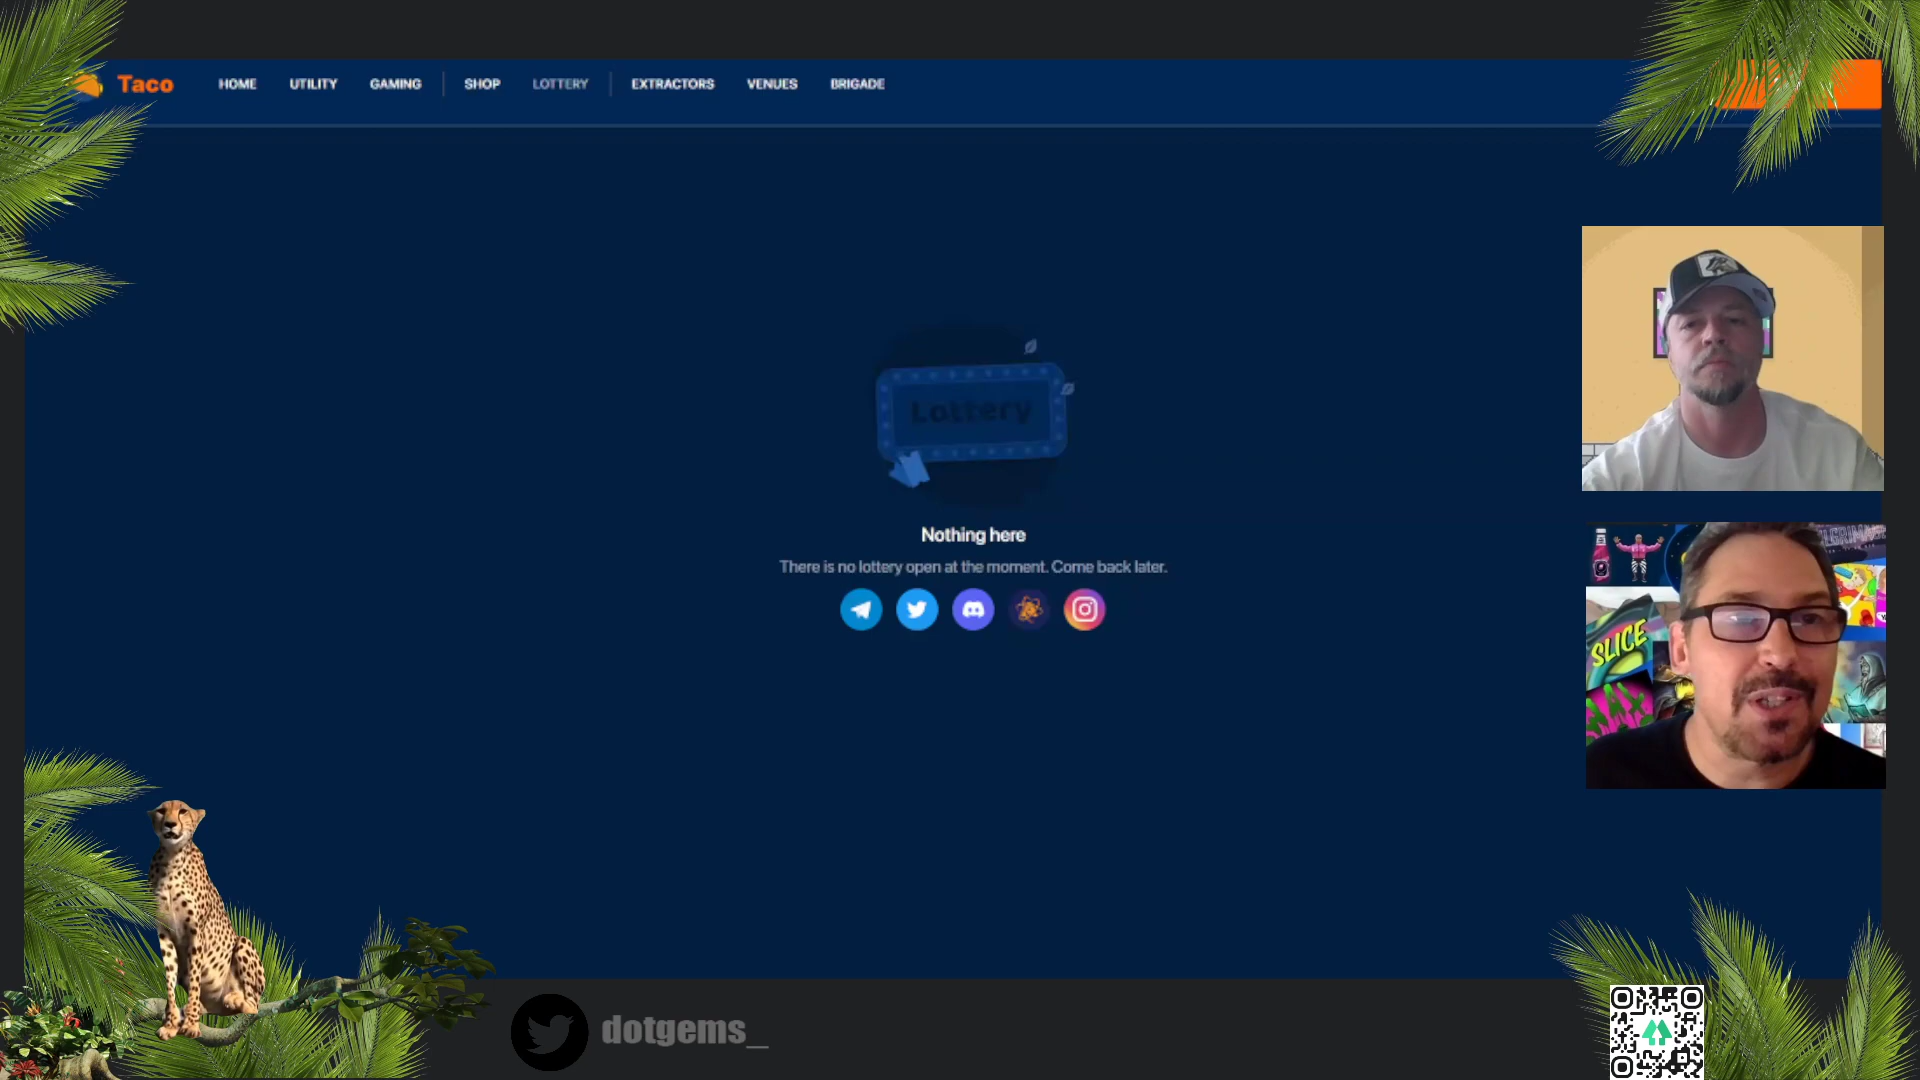 Taco HOME UTILITY GAMING SHOP LOTTERY EXTRACTORS VENUES BRIGADE
Lottery
Nothing here
There is no lottery open at the moment. Come back later.
SLICE
dotgems_